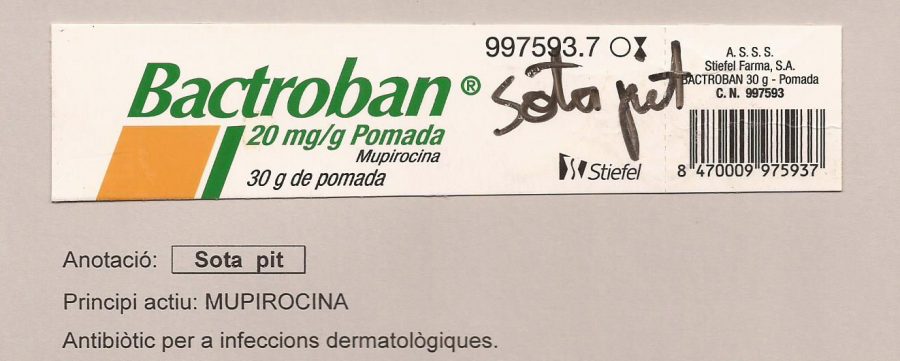 997593.7
Bactroban ®
20 mg/g Pomada
Mupirocina
30 g de pomada
Sota pit
Stiefel
A. S. S. S.
Stiefel Farma, S.A.
BACTROBAN 30 g - Pomada
C. N. 997593
8 470009 975937
Anotació: Sota pit
Principi actiu: MUPIROCINA
Antibiòtic per a infeccions dermatològiques.